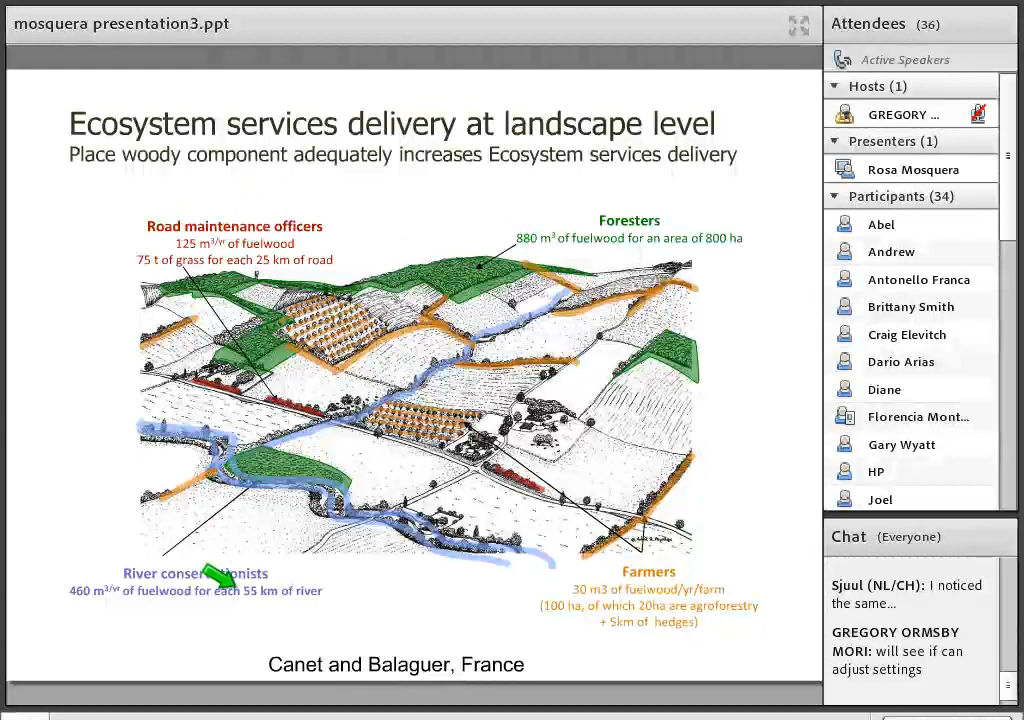 mosquera presentation3.ppt
Ecosystem services delivery at landscape level
Place woody component adequately increases Ecosystem services delivery
Road maintenance officers
125 m3/yr of fuelwood
75 t of grass for each 25 km of road
Foresters
880 m3 of fuelwood for an area of 800 ha
460 m3/yr of fuelwood for each 55 km of river
River
Farmers
30 m3 of fuelwood/yr/farm
(100 ha, of which 20ha are agroforestry
+ 5km of hedges)
Canet and Balaguer, France
Attendees (36)
Active Speakers
Hosts (1)
GREGORY ...
Presenters (1)
Rosa Mosquera
Participants (34)
Abel
Andrew
Antonello Franca
Brittany Smith
Craig Elevitch
Dario Arias
Diane
Florencia Mont...
Gary Wyatt
HP
Joel
Chat (Everyone)
Sjuul (NL/CH): I noticed
the same...
GREGORY ORMSBY
MORI: will see if can
adjust settings